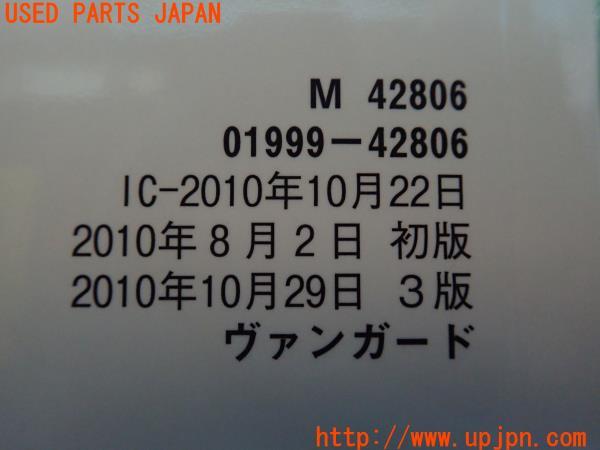 USED PARTS JAPAN
M 42806
01999-42806
IC-2010年10月22日
2010年8月2日 初版
2010年10月29日 3版
ヴァンガード
http://www.upjpn.com/